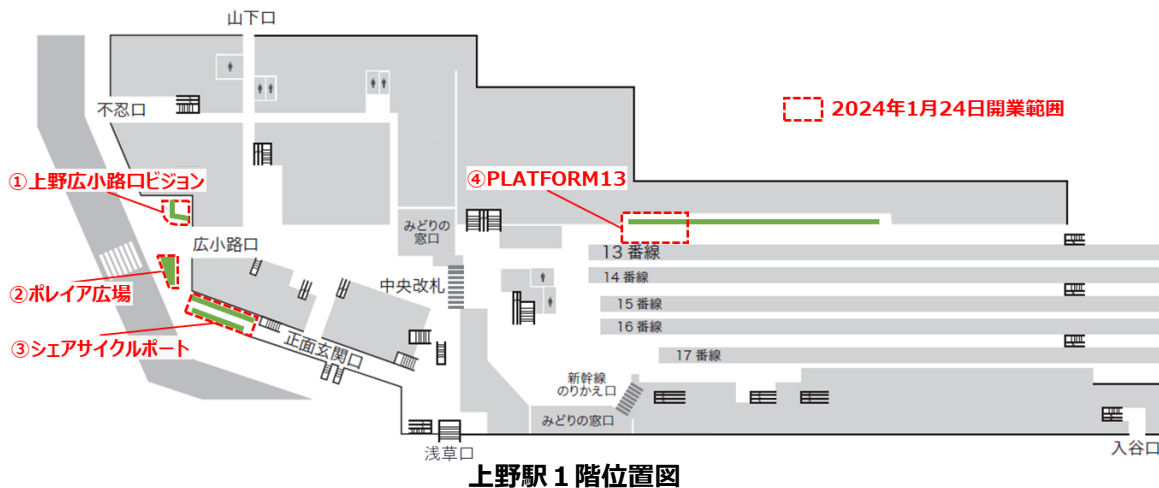 山下口
不忍口
2024年1月24日開業範囲
①上野広小路口ビジョン
④PLATFORM13
みどりの
窓口
広小路口
13 番線
14 番線
中央改札
②ポレイア広場
15 番線
16 番線
③シェアサイクルポート
正面玄関口
17 番線
新幹線
のりかえ口
みどりの窓口
浅草口
入谷口
上野駅１階位置図